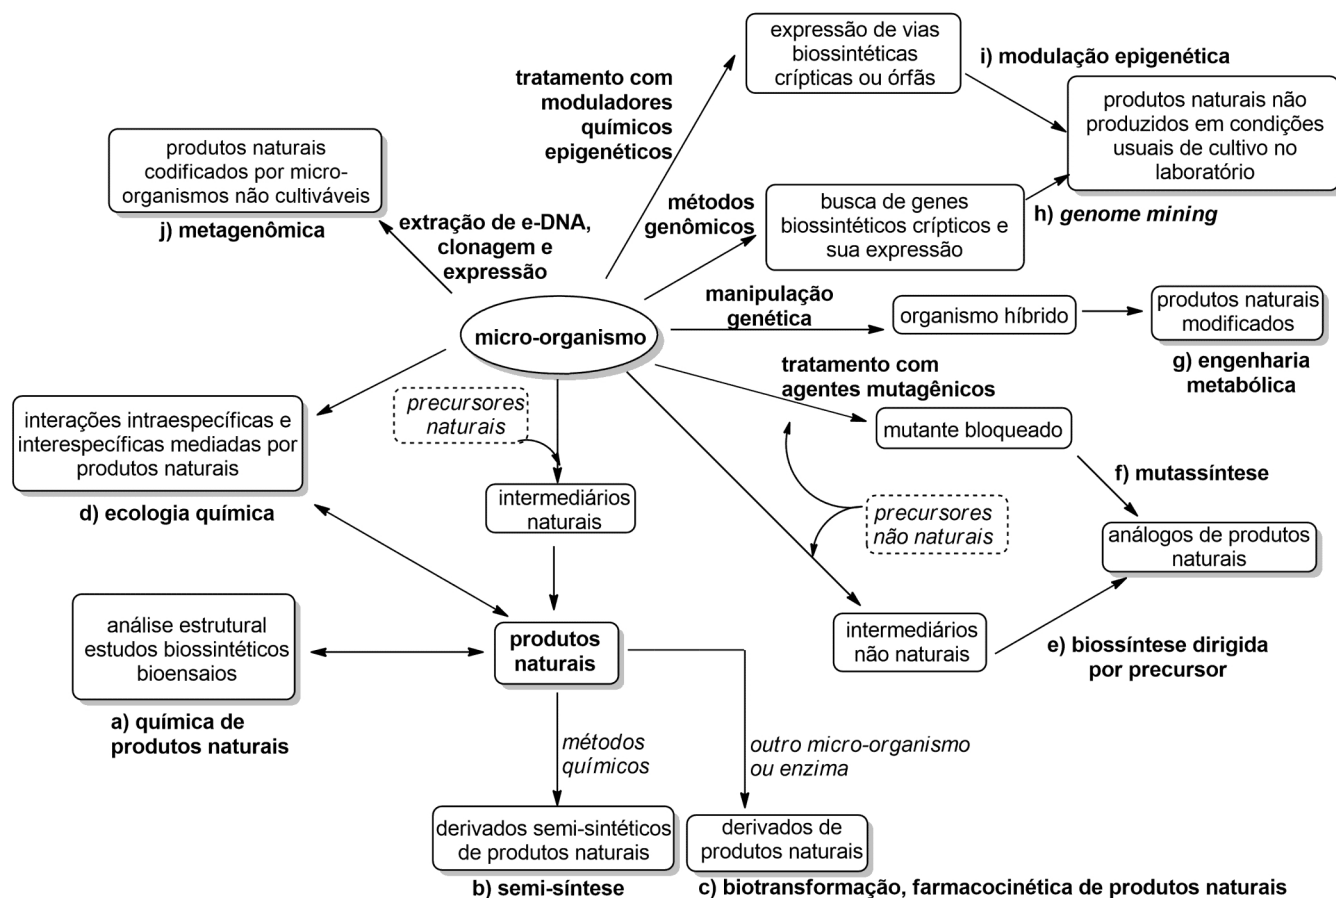 expressão de vias
biossintéticas
crípticas ou órfãs
i) modulação epigenética
tratamento com
moduladores
químicos
epigenéticos
produtos naturais não
produzidos em condições
usuais de cultivo no
laboratório
produtos naturais
codificados por micro-
organismos não cultiváveis
j) metagenômica
extração de e-DNA,
clonagem e
expressão
métodos
genômicos
busca de genes
biossintéticos crípticos e
sua expressão
h) genome mining
micro-organismo
manipulação
genética
organismo híbrido
produtos naturais
modificados
g) engenharia
metabólica
tratamento com
agentes mutagênicos
mutante bloqueado
f) mutassíntese
interações intraespecíficas e
interespecíficas mediadas por
produtos naturais
d) ecologia química
precursores
naturais
intermediários
naturais
precursores
não naturais
análogos de produtos
naturais
intermediários
não naturais
e) biossíntese dirigida
por precursor
análise estrutural
estudos biossintéticos
bioensaios
a) química de
produtos naturais
produtos
naturais
métodos
químicos
outro micro-organismo
ou enzima
derivados semi-sintéticos
de produtos naturais
b) semi-síntese
derivados de
produtos naturais
c) biotransformação, farmacocinética de produtos naturais